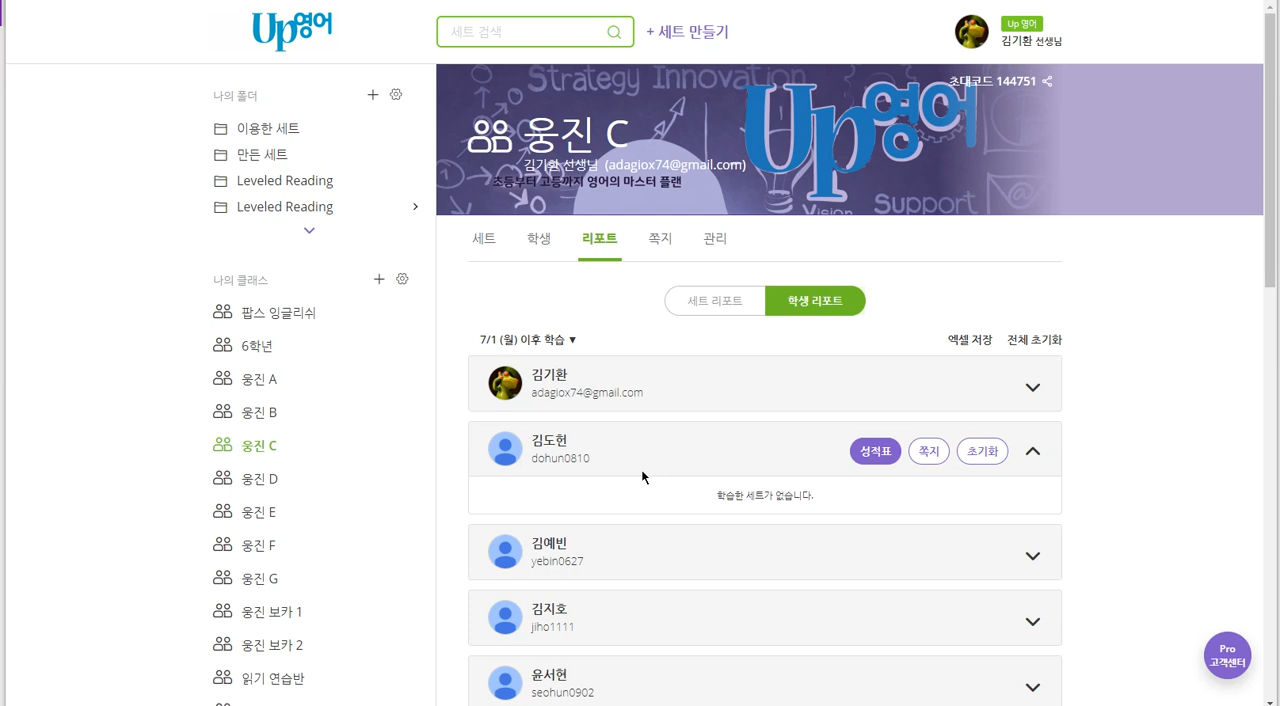 Up영어
세트 검색
+ 세트 만들기
Up 영어
김기환 선생님
나의 폴더
이용한 세트
만든 세트
Leveled Reading
Leveled Reading
나의 클래스
팝스 잉글리쉬
6학년
웅진 A
웅진 B
웅진 C
웅진 D
웅진 E
웅진 F
웅진 G
웅진 보카 1
웅진 보카 2
읽기 연습반
Strategy Innovation
초대코드 144751
Up영어
웅진 C
김기환 선생님 (adagiox74@gmail.com)
초등부터 고등까지 영어의 마스터 플랜
Vision
Support
세트 학생 리포트 쪽지 관리
세트 리포트 학생 리포트
7/1 (월) 이후 학습 ▼ 엑셀 저장 전체 초기화
김기환
adagiox74@gmail.com
김도헌
dohun0810
성적표 쪽지 초기화
학습한 세트가 없습니다.
김예빈
yebin0627
김지호
jiho1111
윤서현
seohun0902
Pro
고객센터